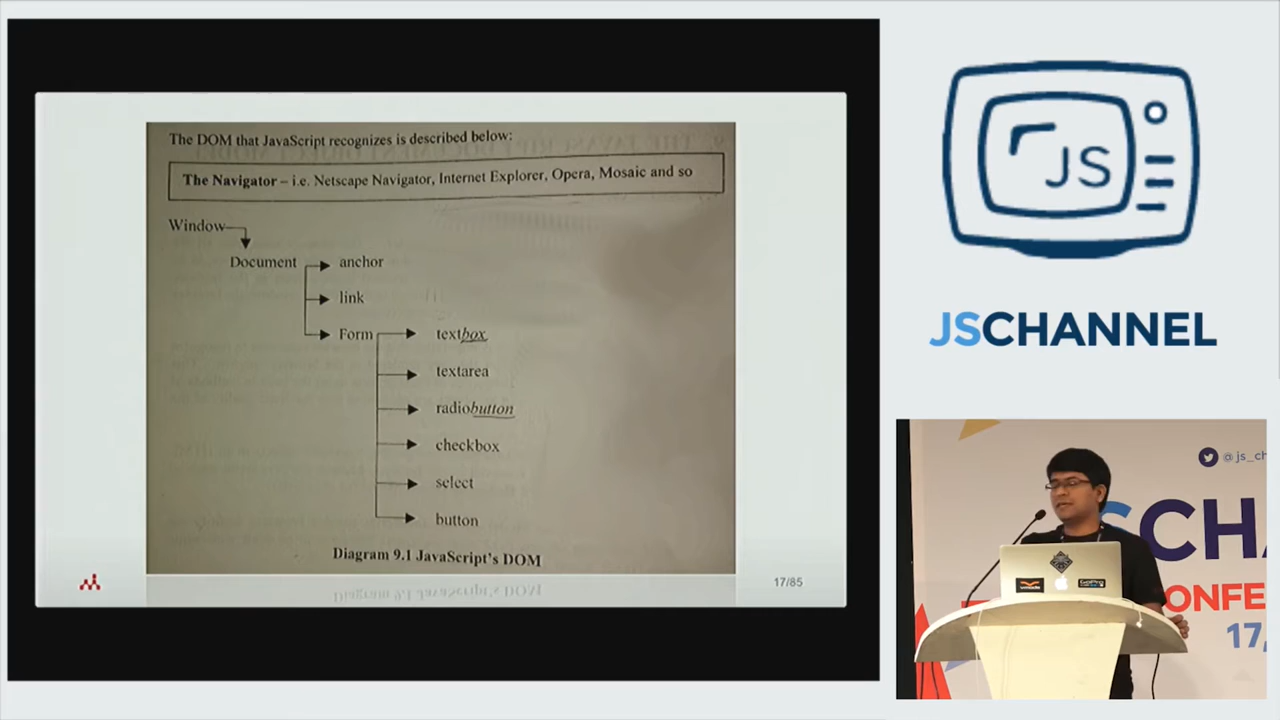 The DOM that JavaScript recognizes is described below:
The Navigator – i.e. Netscape Navigator, Internet Explorer, Opera, Mosaic and so
Window
Document
anchor
link
Form
textbox
textarea
radiobutton
checkbox
select
button
Diagram 9.1 JavaScript's DOM
17/85
JS
JSCHANNEL
@js_ch
SCH
ONFE
17,
GoPro